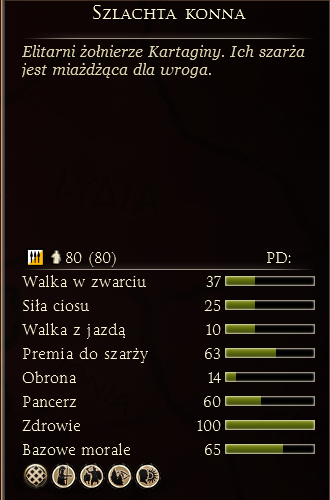 Szlachta konna
Elitarni żołnierze Kartaginy. Ich szarża
jest miażdżąca dla wroga.
80 (80) PD:
Walka w zwarciu 37
Siła ciosu 25
Walka z jazdą 10
Premia do szarży 63
Obrona 14
Pancerz 60
Zdrowie 100
Bazowe morale 65